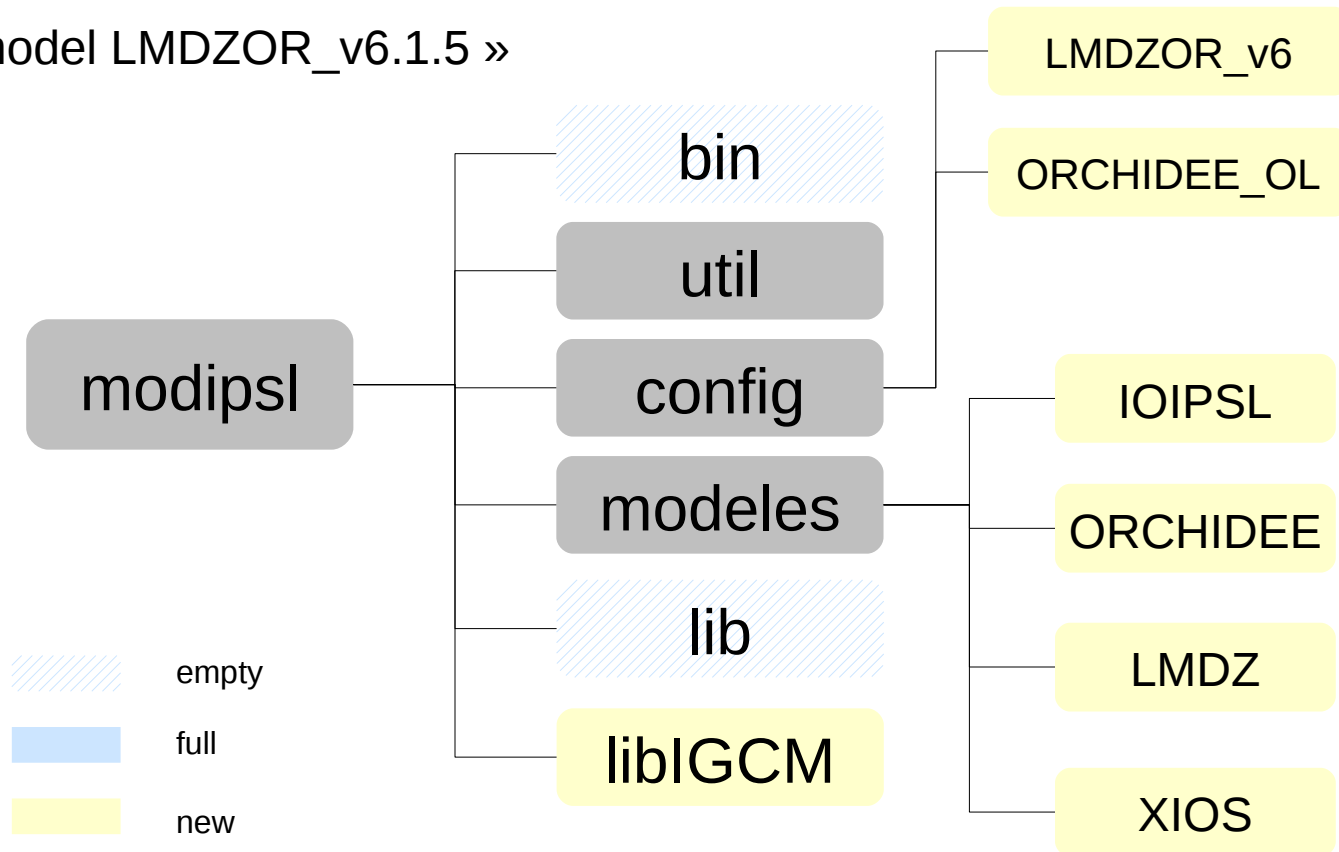 model LMDZOR_v6.1.5 »
LMDZOR_v6
bin
ORCHIDEE_OL
util
modipsl
config
IOIPSL
modeles
ORCHIDEE
lib
LMDZ
empty
full
libIGCM
new
XIOS